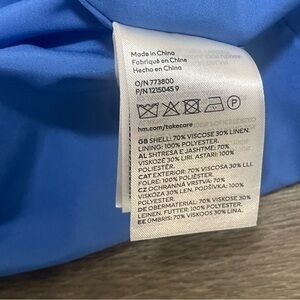 Made in China
Fabriqué en Chine
Hecho en China
O/N 773800
P/N 1215045 9
P
hm.com/takecare
GB SHELL: 70% VISCOSE 30% LINEN.
LINING: 100% POLYESTER.
AL SHTRESA E JASHTME: 70%
VISKOZË 30% LIRI. ASTARI: 100%
POLIESTËR.
CAT EXTERIOR: 70% VISCOSA 30% LLI.
FOLRE: 100% POLIÈSTER.
CZ OCHRANNÁ VRSTVA: 70%
VISKÓZA 30% LEN. PODŠÍVKA: 100%
POLYESTER.
DE OBERMATERIAL: 70% VISKOSE 30%
LEINEN. FUTTER: 100% POLYESTER.
EE ÜMBRIS: 70% VISKOOS 30% LINA.